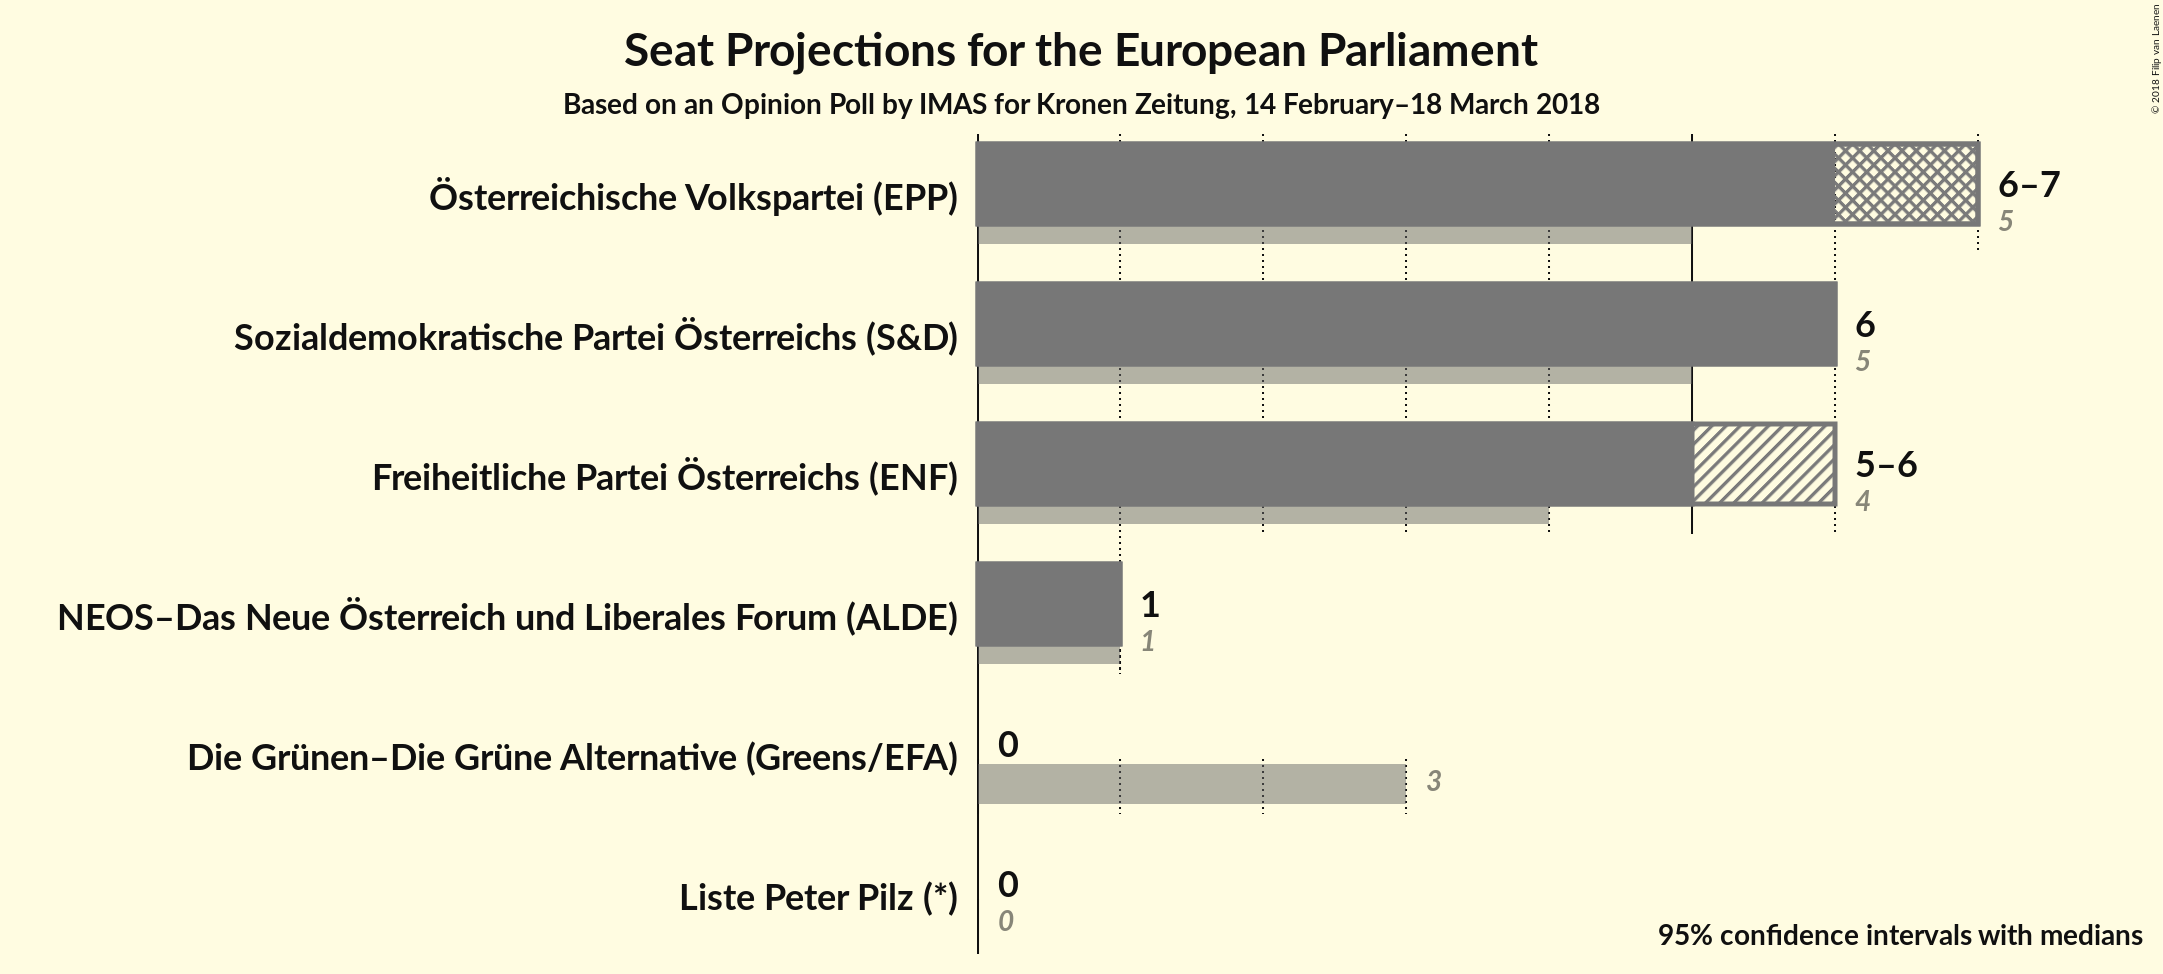 Seat Projections for the European Parliament
Based on an Opinion Poll by IMAS for Kronen Zeitung, 14 February–18 March 2018
© 2018 Filip van Laenen
Österreichische Volkspartei (EPP)
6–7
5
Sozialdemokratische Partei Österreichs (S&D)
6
5
Freiheitliche Partei Österreichs (ENF)
5–6
4
NEOS–Das Neue Österreich und Liberales Forum (ALDE)
1
1
Die Grünen–Die Grüne Alternative (Greens/EFA)
0
3
Liste Peter Pilz (*)
0
0
95% confidence intervals with medians